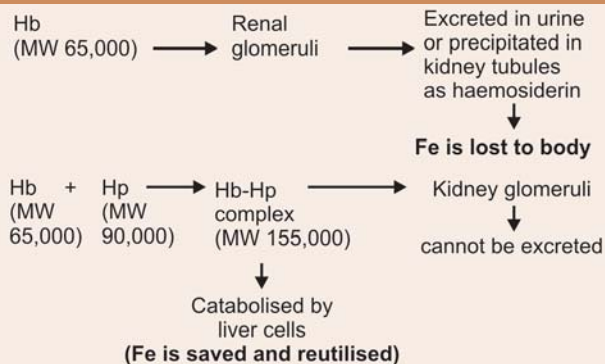 Hb
(MW 65,000)
Renal
glomeruli
Excreted in urine
or precipitated in
kidney tubules
as haemosiderin
Fe is lost to body
Hb + Hp
(MW (MW
65,000) 90,000)
Hb-Hp
complex
(MW 155,000)
Kidney glomeruli
cannot be excreted
Catabolised by
liver cells
(Fe is saved and reutilised)